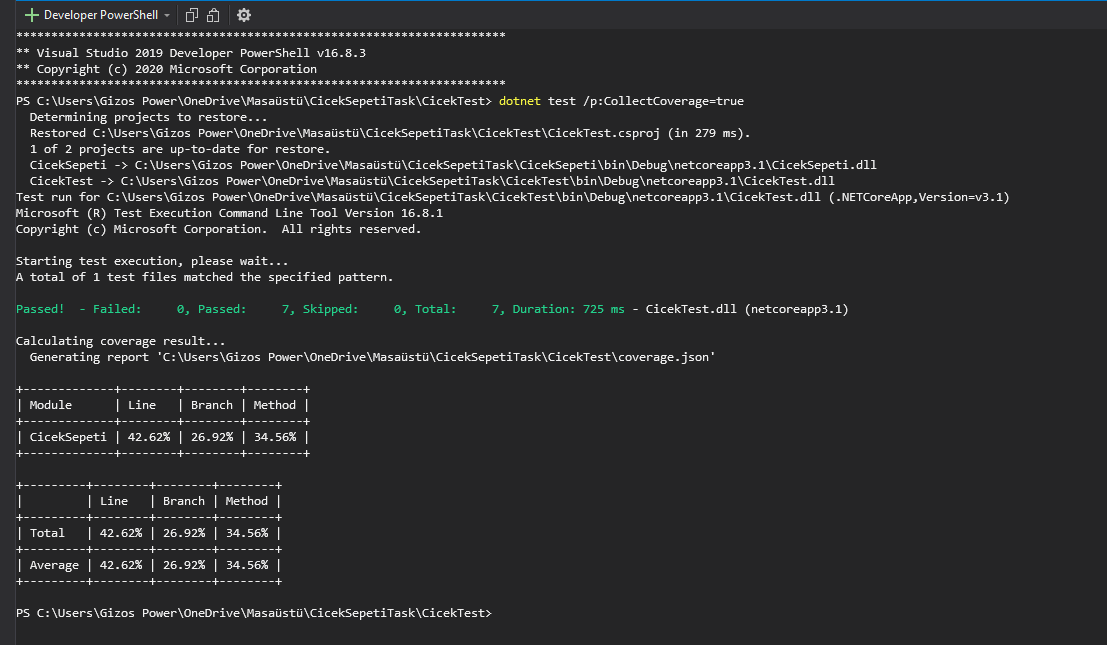 Developer PowerShell
**********************************************************************
** Visual Studio 2019 Developer PowerShell v16.8.3
** Copyright (c) 2020 Microsoft Corporation
**********************************************************************
PS C:\Users\Gizos Power\OneDrive\Masaüstü\CicekSepetiTask\CicekTest> dotnet test /p:CollectCoverage=true
  Determining projects to restore...
  Restored C:\Users\Gizos Power\OneDrive\Masaüstü\CicekSepetiTask\CicekTest\CicekTest.csproj (in 279 ms).
  1 of 2 projects are up-to-date for restore.
  CicekSepeti -> C:\Users\Gizos Power\OneDrive\Masaüstü\CicekSepetiTask\CicekSepeti\bin\Debug\netcoreapp3.1\CicekSepeti.dll
  CicekTest -> C:\Users\Gizos Power\OneDrive\Masaüstü\CicekSepetiTask\CicekTest\bin\Debug\netcoreapp3.1\CicekTest.dll
Test run for C:\Users\Gizos Power\OneDrive\Masaüstü\CicekSepetiTask\CicekTest\bin\Debug\netcoreapp3.1\CicekTest.dll (.NETCoreApp,Version=v3.1)
Microsoft (R) Test Execution Command Line Tool Version 16.8.1
Copyright (c) Microsoft Corporation.  All rights reserved.

Starting test execution, please wait...
A total of 1 test files matched the specified pattern.

Passed!  - Failed:     0, Passed:     7, Skipped:     0, Total:     7, Duration: 725 ms - CicekTest.dll (netcoreapp3.1)

Calculating coverage result...
  Generating report 'C:\Users\Gizos Power\OneDrive\Masaüstü\CicekSepetiTask\CicekTest\coverage.json'

+-------------+--------+--------+--------+
| Module      | Line   | Branch | Method |
+-------------+--------+--------+--------+
| CicekSepeti | 42.62% | 26.92% | 34.56% |
+-------------+--------+--------+--------+

+---------+--------+--------+--------+
|         | Line   | Branch | Method |
+---------+--------+--------+--------+
| Total   | 42.62% | 26.92% | 34.56% |
+---------+--------+--------+--------+
| Average | 42.62% | 26.92% | 34.56% |
+---------+--------+--------+--------+

PS C:\Users\Gizos Power\OneDrive\Masaüstü\CicekSepetiTask\CicekTest>